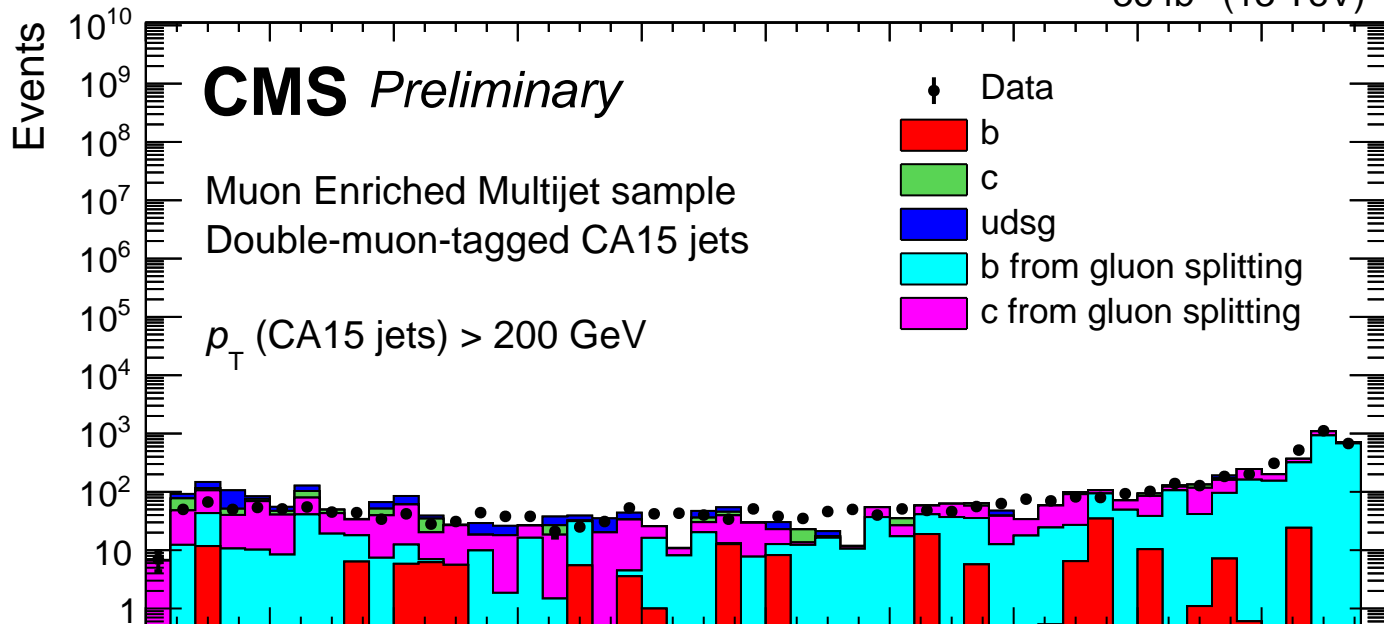 10^10
10^9
10^8
10^7
10^6
10^5
10^4
10^3
10^2
10
1
Events
CMS Preliminary
Muon Enriched Multijet sample
Double-muon-tagged CA15 jets
p_T (CA15 jets) > 200 GeV
Data
b
c
udsg
b from gluon splitting
c from gluon splitting